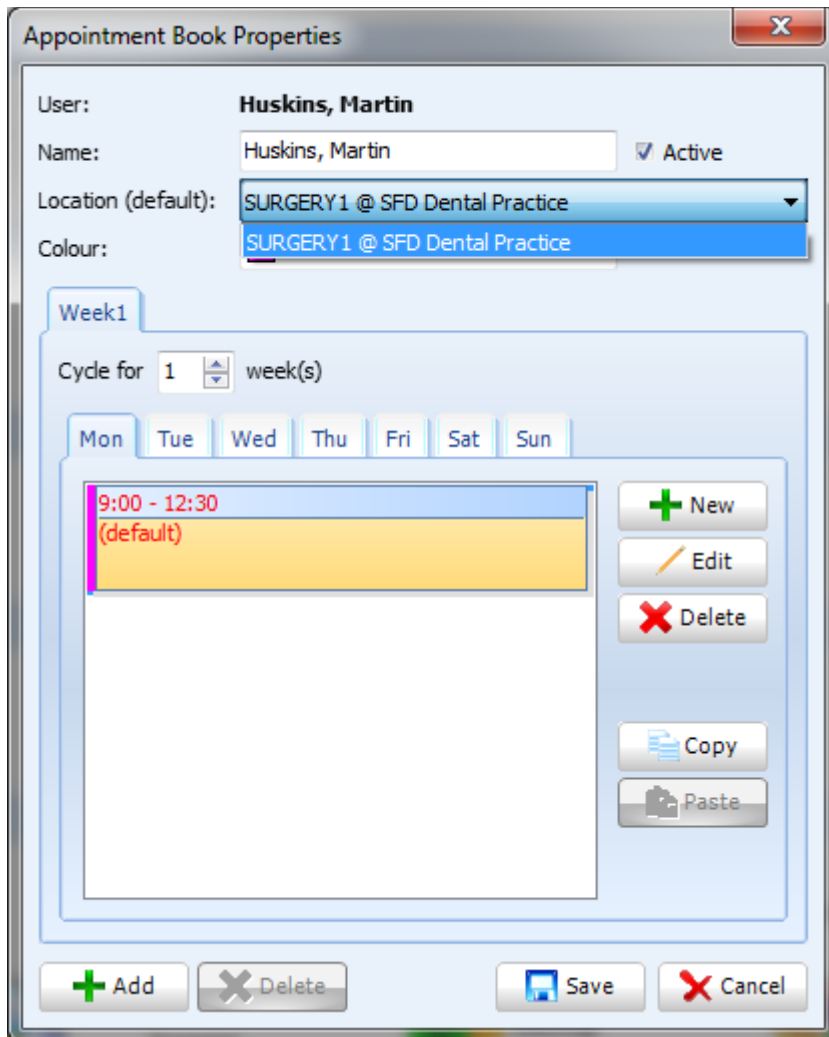 Appointment Book Properties
User: Huskins, Martin
Name: Huskins, Martin Active
Location (default): SURGERY1 @ SFD Dental Practice
SURGERY1 @ SFD Dental Practice
Colour:
Week1
Cycle for 1 week(s)
Mon Tue Wed Thu Fri Sat Sun
9:00 - 12:30
(default)
New
Edit
Delete
Copy
Paste
Add Delete Save Cancel